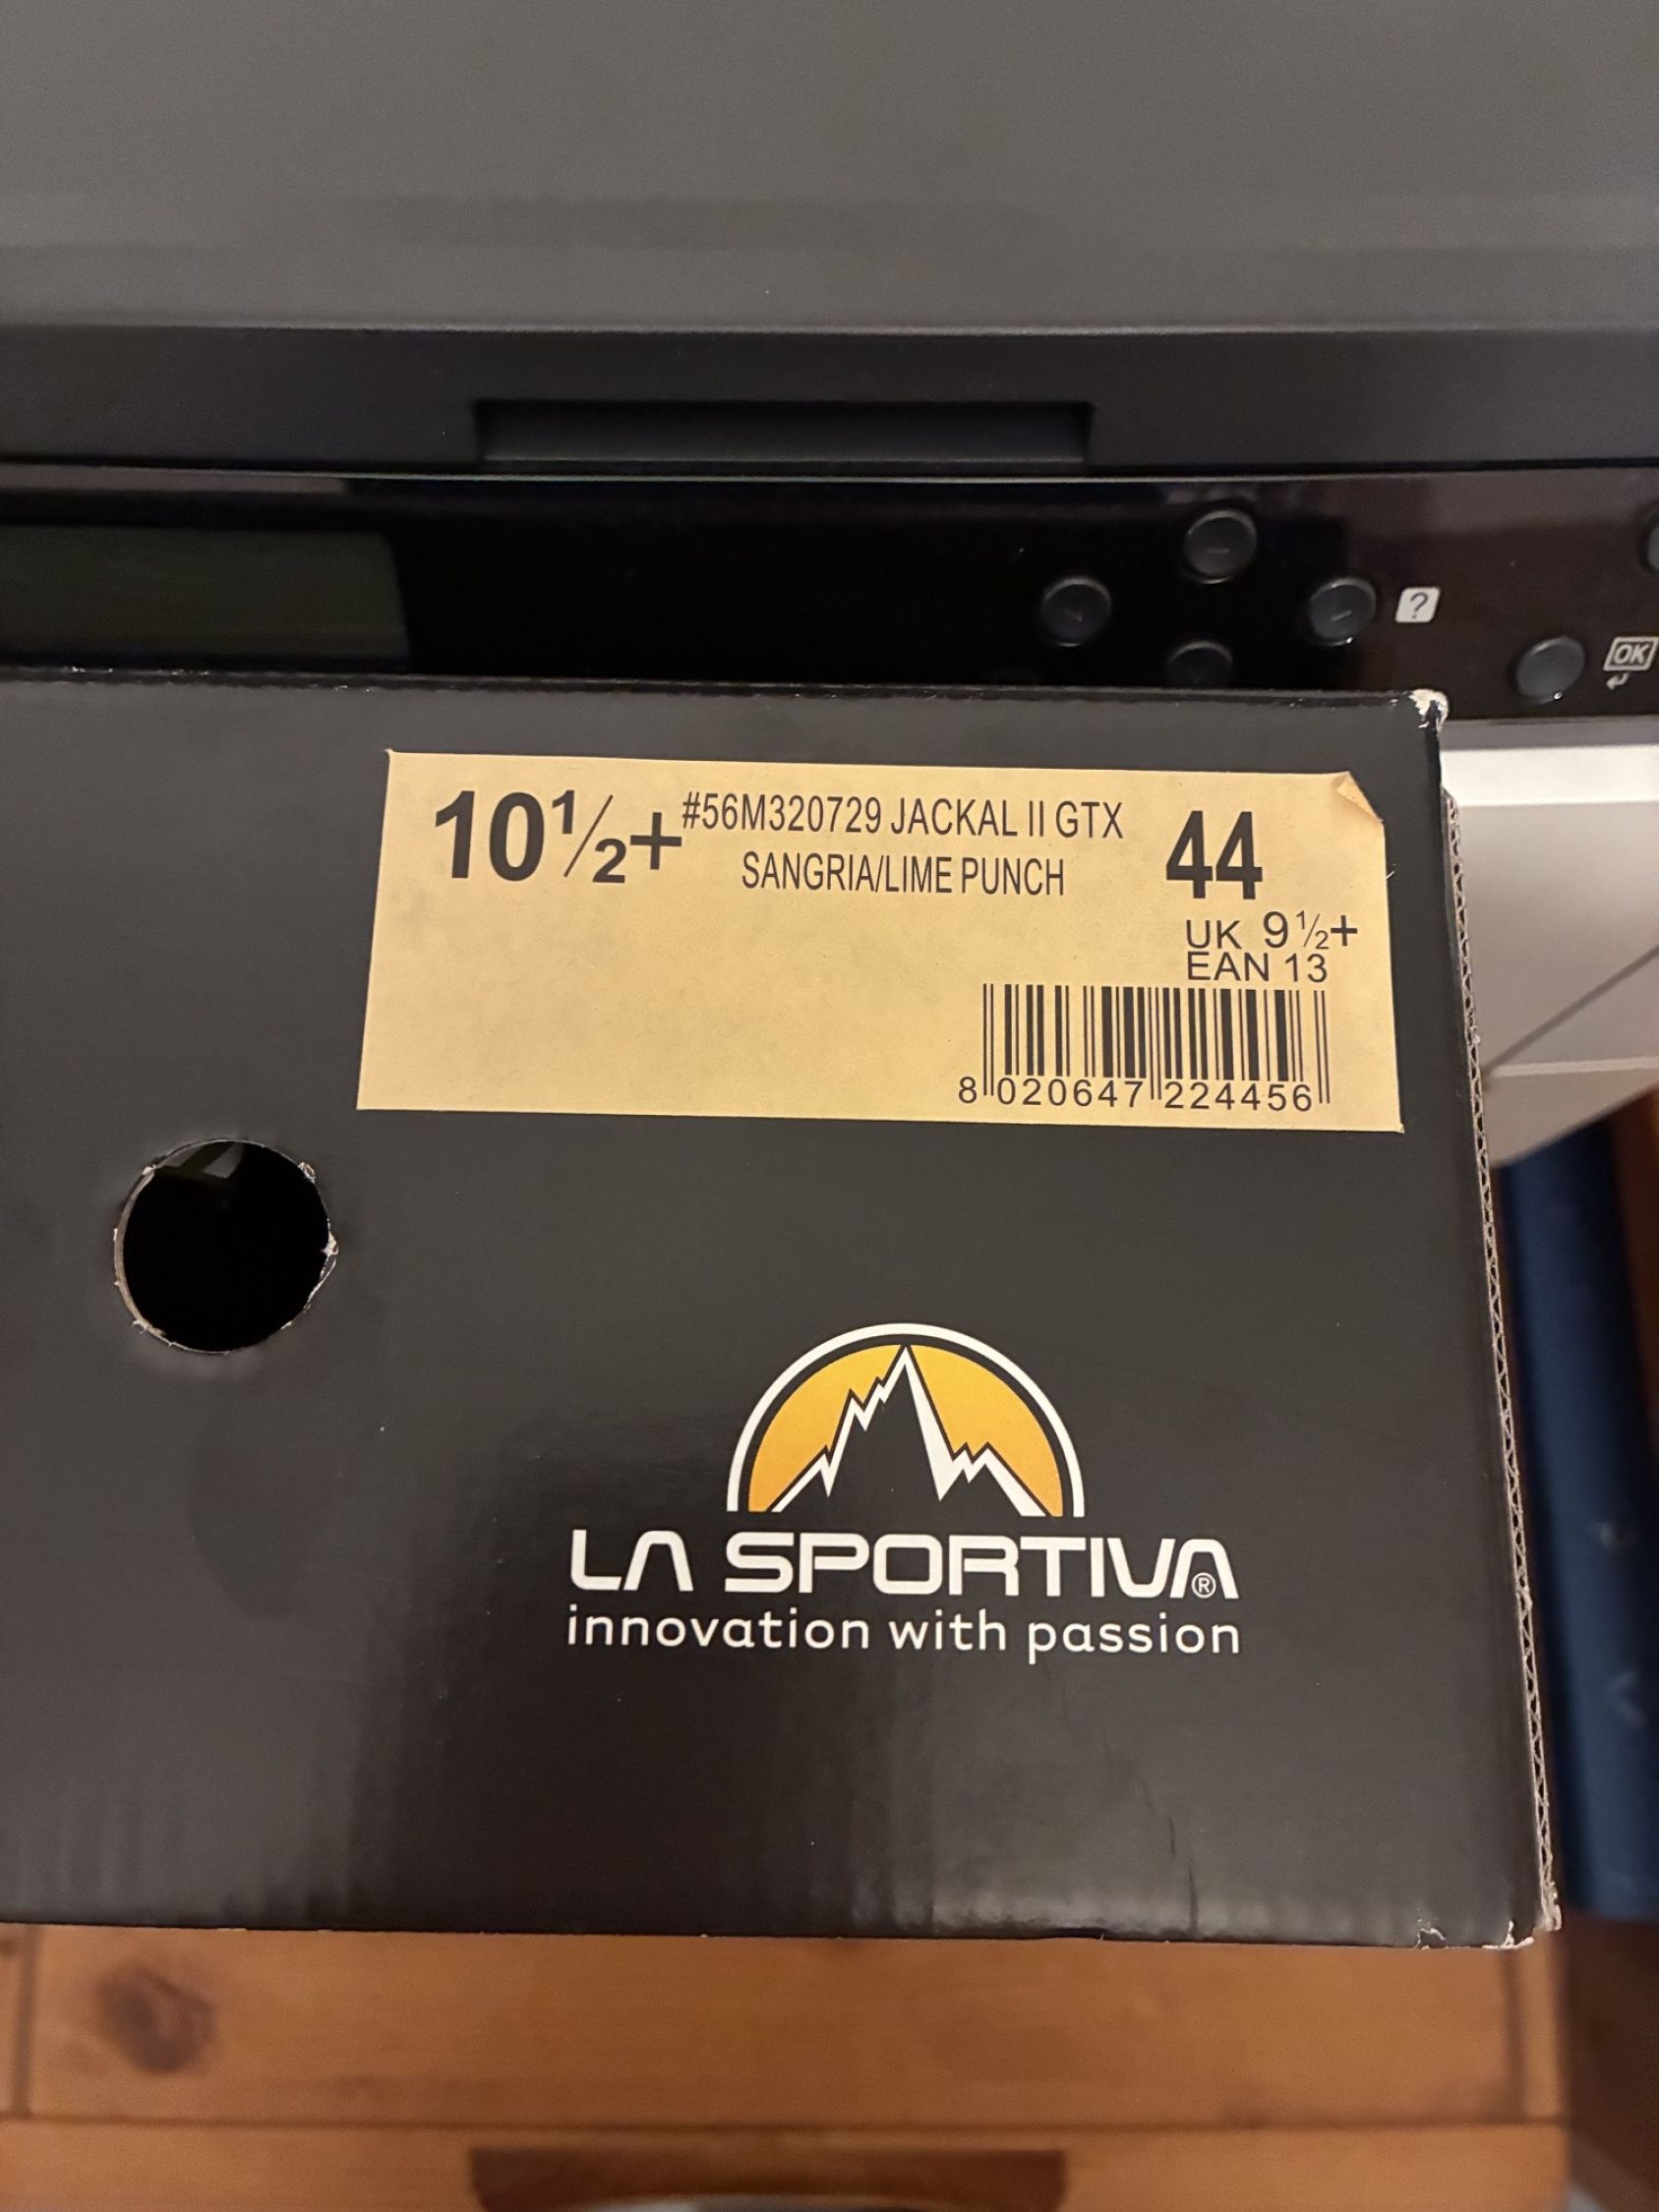 ?
OK
10½+
#56M320729 JACKAL II GTX
SANGRIA/LIME PUNCH
44
UK 9½+
EAN 13
8 020647 224456
LA SPORTIVA®
innovation with passion